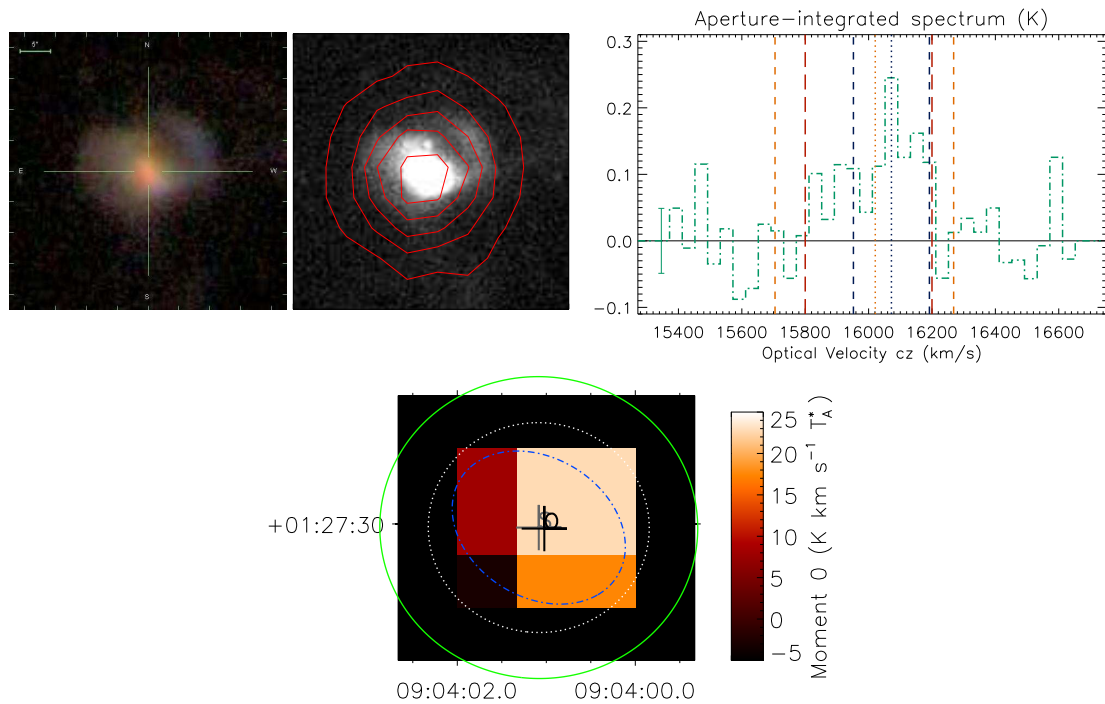 5"
N
E
W
S
Aperture-integrated spectrum (K)
0.3
0.2
0.1
0.0
-0.1
15400 15600 15800 16000 16200 16400 16600
Optical Velocity cz (km/s)
+01:27:30
09:04:02.0 09:04:00.0
25
20
15
10
5
0
-5
Moment 0 (K km s⁻¹ T*A)